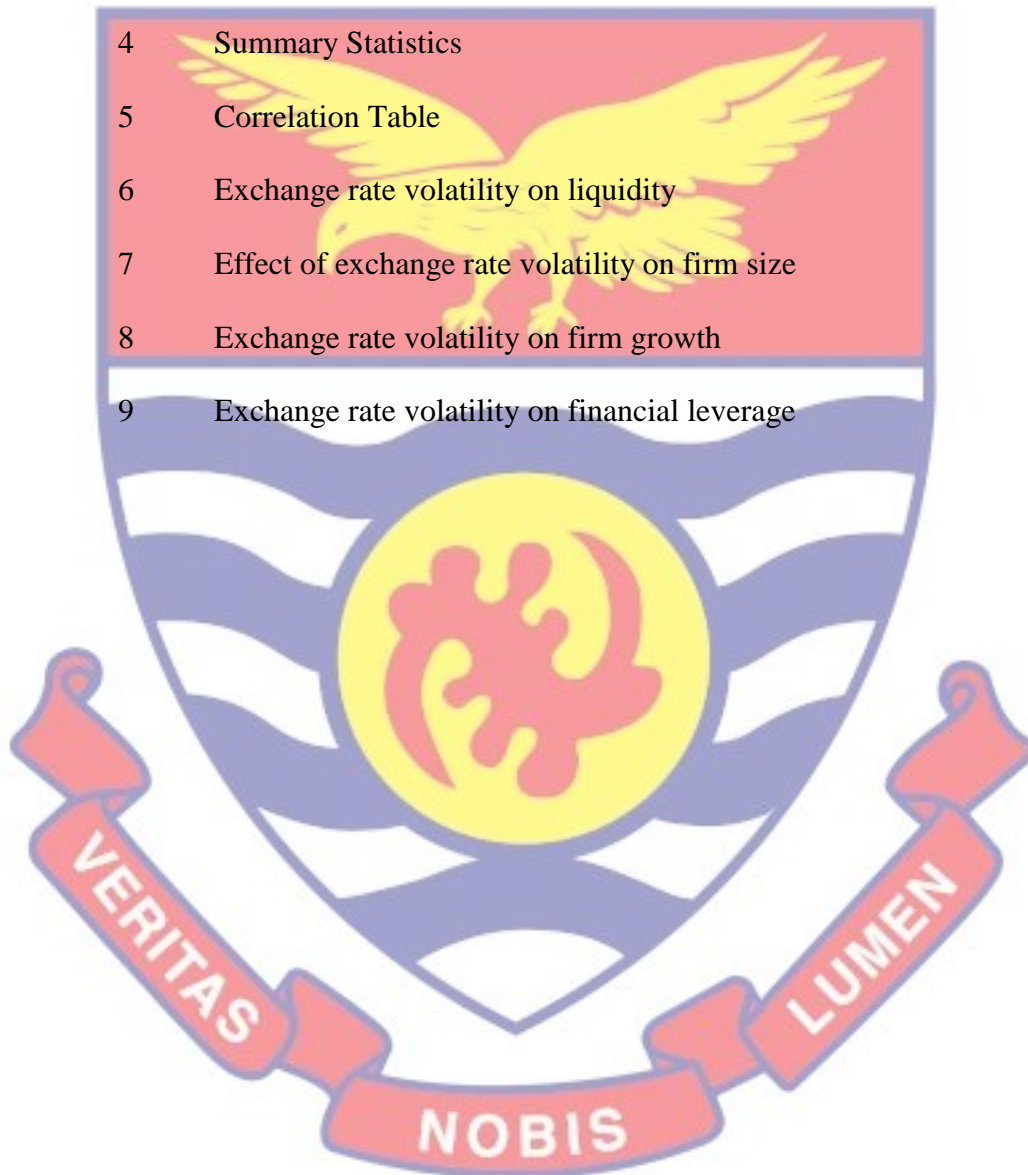 4 Summary Statistics
5 Correlation Table
6 Exchange rate volatility on liquidity
7 Effect of exchange rate volatility on firm size
8 Exchange rate volatility on firm growth
9 Exchange rate volatility on financial leverage
VERITAS
NOBIS
LUMEN